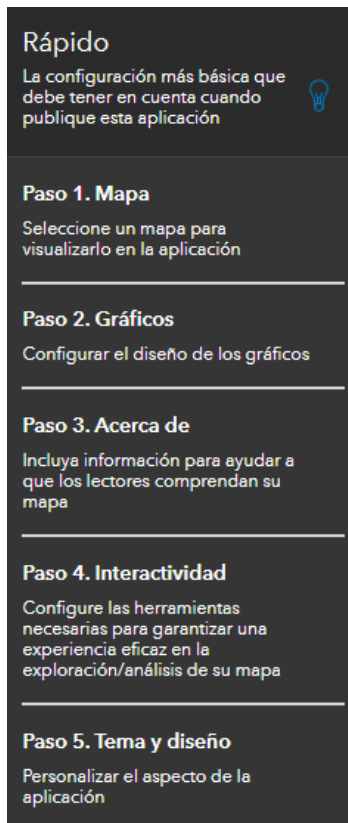 Rápido
La configuración más básica que
debe tener en cuenta cuando
publique esta aplicación
Paso 1. Mapa
Seleccione un mapa para
visualizarlo en la aplicación
Paso 2. Gráficos
Configurar el diseño de los gráficos
Paso 3. Acerca de
Incluya información para ayudar a
que los lectores comprendan su
mapa
Paso 4. Interactividad
Configure las herramientas
necesarias para garantizar una
experiencia eficaz en la
exploración/análisis de su mapa
Paso 5. Tema y diseño
Personalizar el aspecto de la
aplicación